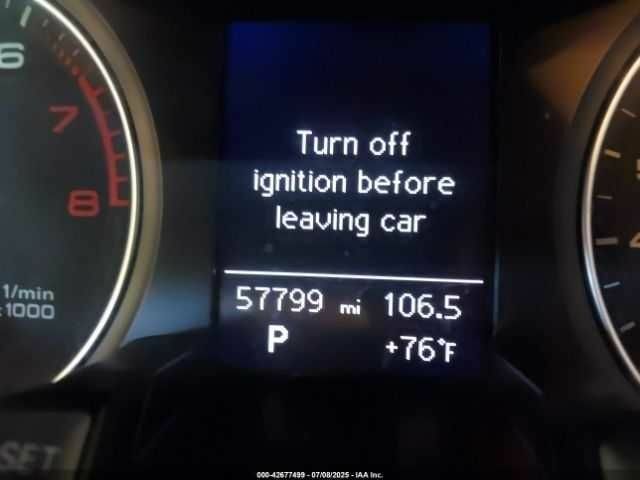 6
7
8
1/min
x1000
Turn off
ignition before
leaving car
57799 mi 106.5
P +76°F
SET
000-42677499 - 07/08/2025 - IAA Inc.